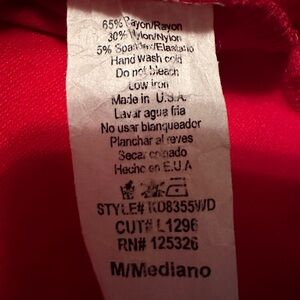 65% Rayon/Rayon
30% Nylon/Nylon
5% Spandex/Elastano
Hand wash cold
Do not bleach
Low iron
Made in U.S.A.
Lavar agua fria
No usar blanqueador
Planchar al reves
Secar colgado
Hecho en E.U.A
STYLE# KD8355WD
CUT# L1296
RN# 125326
M/Mediano